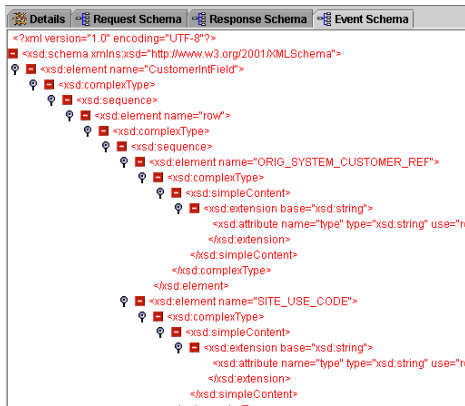 Details Request Schema Response Schema Event Schema
<?xml version="1.0" encoding="UTF-8"?>
<xsd:schema xmlns:xsd="http://www.w3.org/2001/XMLSchema">
<xsd:element name="CustomerIntField">
<xsd:complexType>
<xsd:sequence>
<xsd:element name="row">
<xsd:complexType>
<xsd:sequence>
<xsd:element name="ORIG_SYSTEM_CUSTOMER_REF">
<xsd:complexType>
<xsd:simpleContent>
<xsd:extension base="xsd:string">
<xsd:attribute name="type" type="xsd:string" use="r
</xsd:extension>
</xsd:simpleContent>
</xsd:complexType>
</xsd:element>
<xsd:element name="SITE_USE_CODE">
<xsd:complexType>
<xsd:simpleContent>
<xsd:extension base="xsd:string">
<xsd:attribute name="type" type="xsd:string" use="r
</xsd:extension>
</xsd:simpleContent>